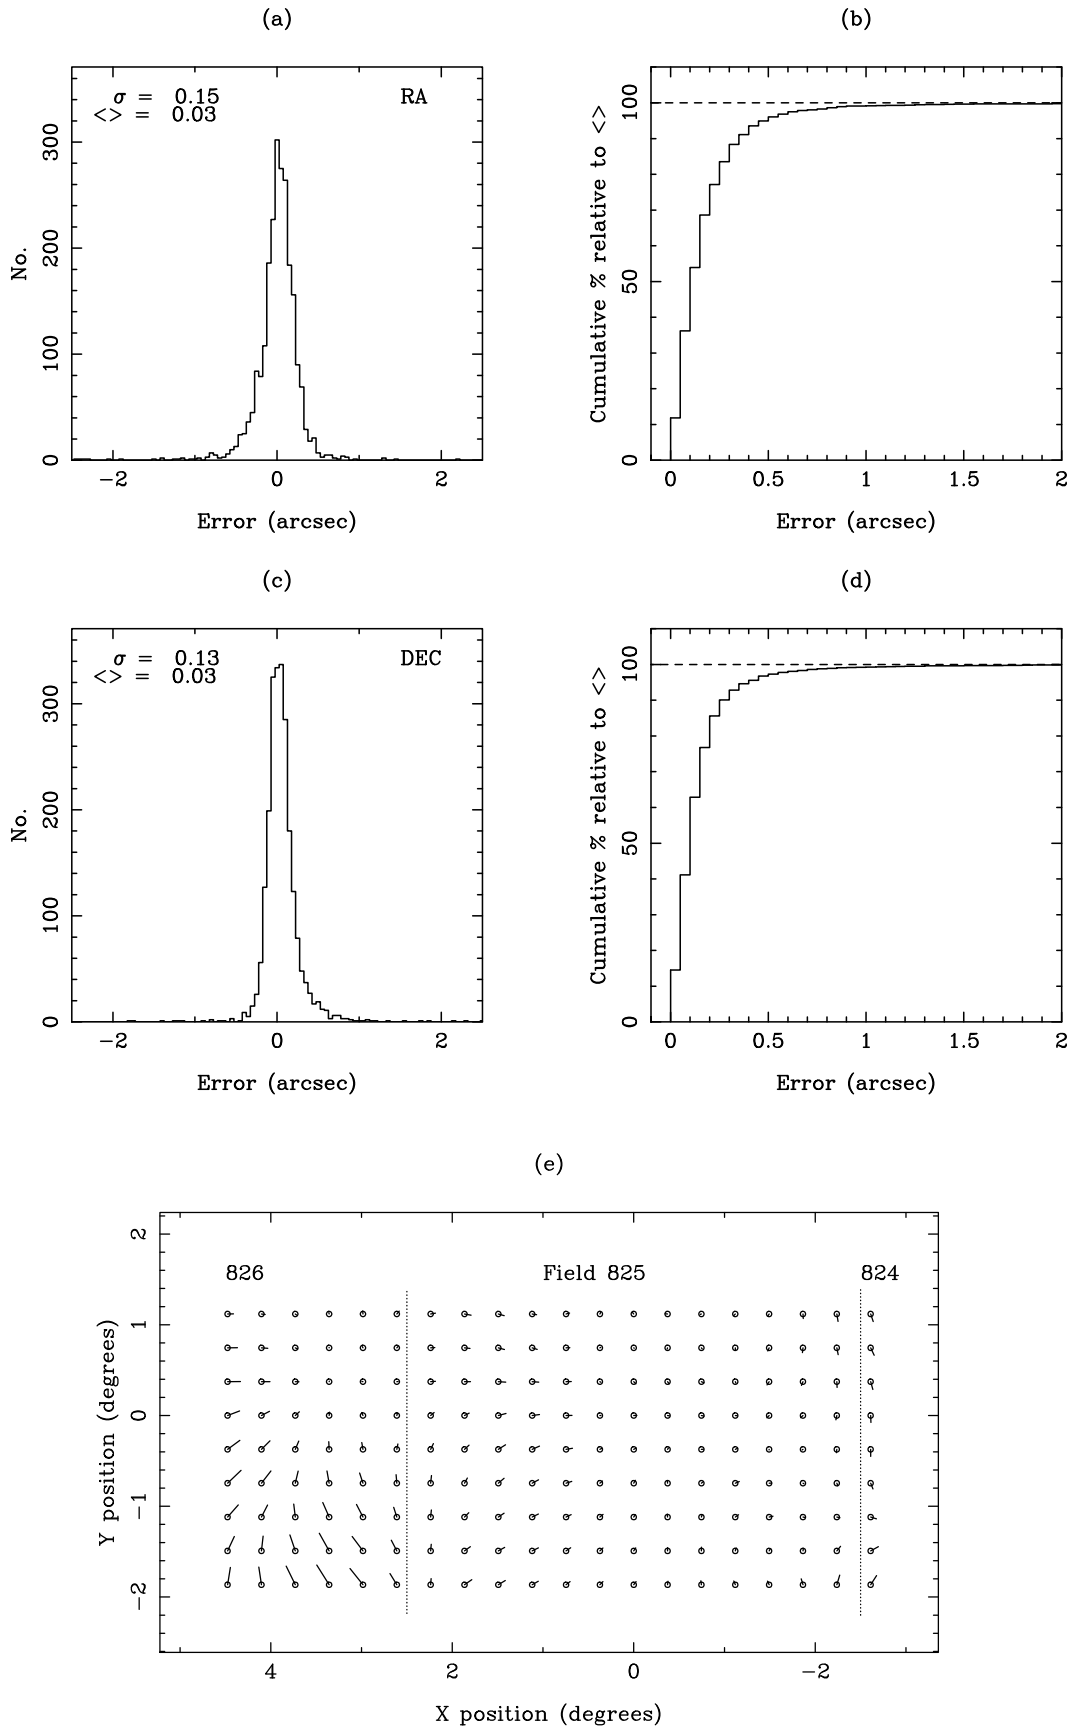 (a)
σ = 0.15
<> = 0.03
RA
300
200
100
0
No.
−2 0 2
Error (arcsec)
(b)
100
50
0
Cumulative % relative to <>
0 0.5 1 1.5 2
Error (arcsec)
(c)
σ = 0.13
<> = 0.03
DEC
300
200
100
0
No.
−2 0 2
Error (arcsec)
(d)
100
50
0
Cumulative % relative to <>
0 0.5 1 1.5 2
Error (arcsec)
(e)
826 Field 825 824
2
1
0
−1
−2
Y position (degrees)
4 2 0 −2
X position (degrees)